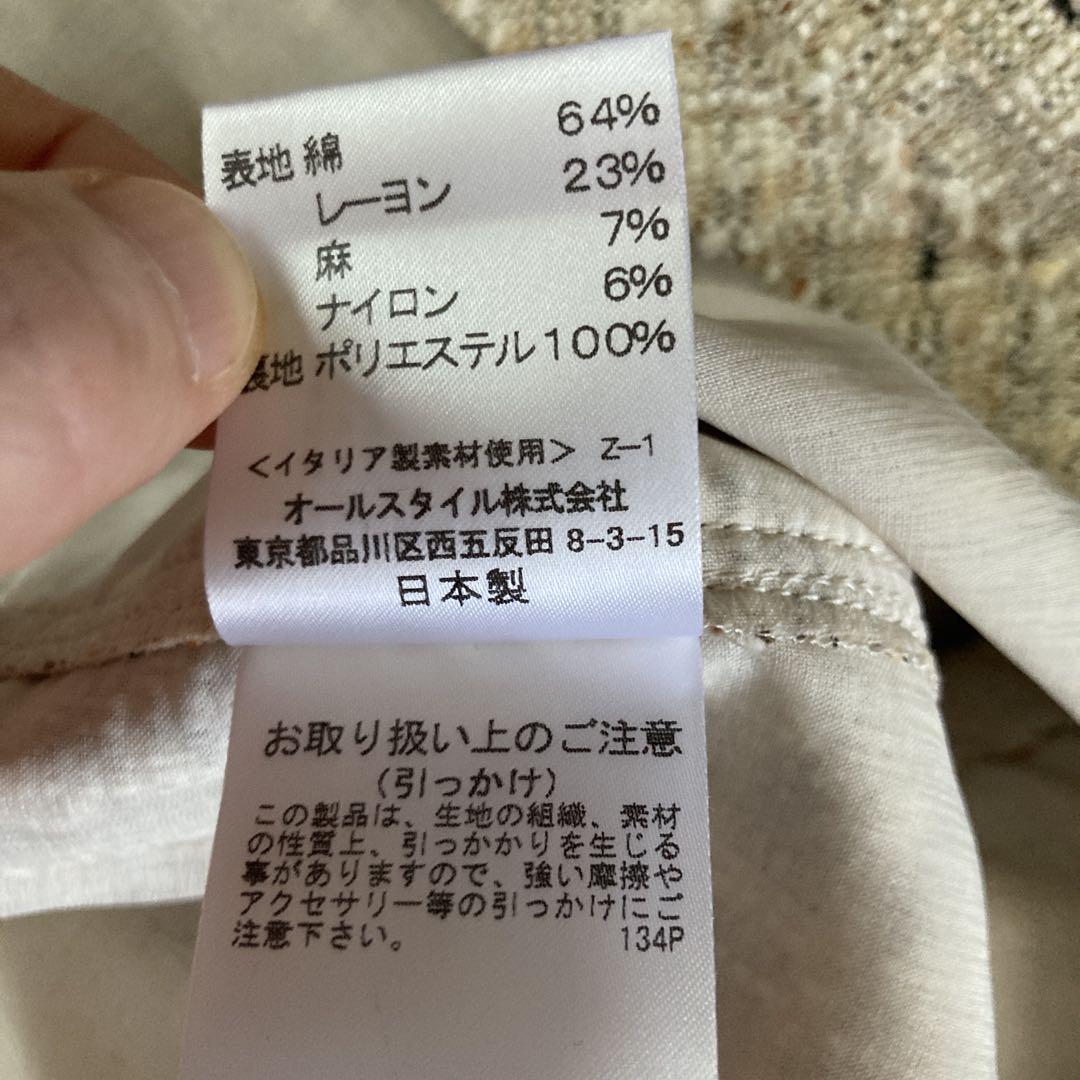 表地 綿 64%
レーヨン 23%
麻 7%
ナイロン 6%
裏地 ポリエステル 100%
<イタリア製素材使用> Z-1
オールスタイル株式会社
東京都品川区西五反田 8-3-15
日本製
お取り扱い上のご注意
(引っかけ)
この製品は、生地の組織、素材
の性質上、引っかかりを生じる
事がありますので、強い摩擦や
アクセサリー等の引っかけにご
注意下さい。 134P